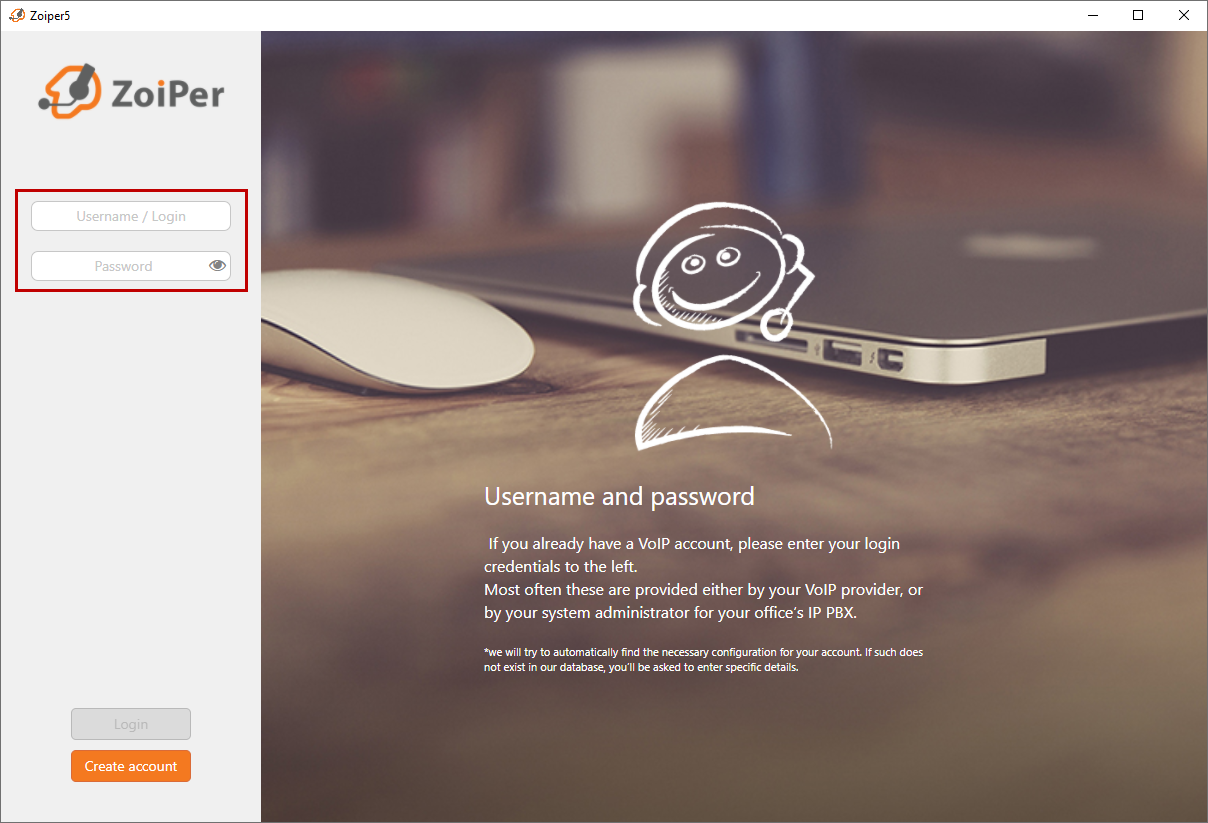 Zoiper5
ZoiPer
Username / Login
Password
Username and password
If you already have a VoIP account, please enter your login
credentials to the left.
Most often these are provided either by your VoIP provider, or
by your system administrator for your office's IP PBX.
*we will try to automatically find the necessary configuration for your account. If such does
not exist in our database, you'll be asked to enter specific details.
Login
Create account